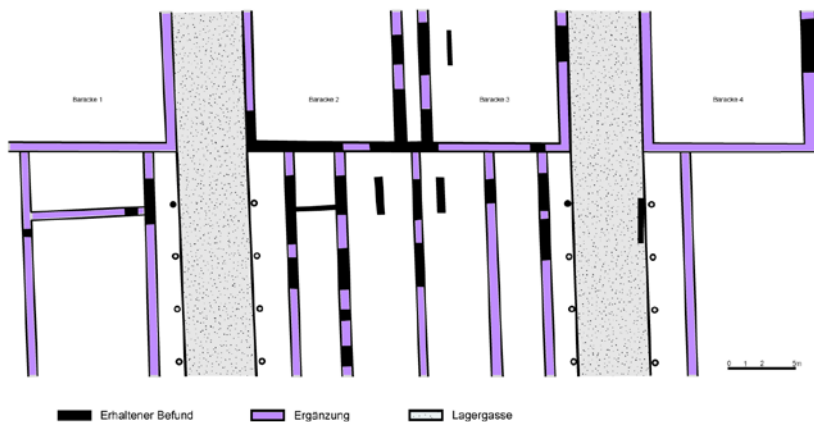 Baracke 1
Baracke 2
Baracke 3
Baracke 4
0 1 2 5m
Erhaltener Befund
Ergänzung
Lagergasse